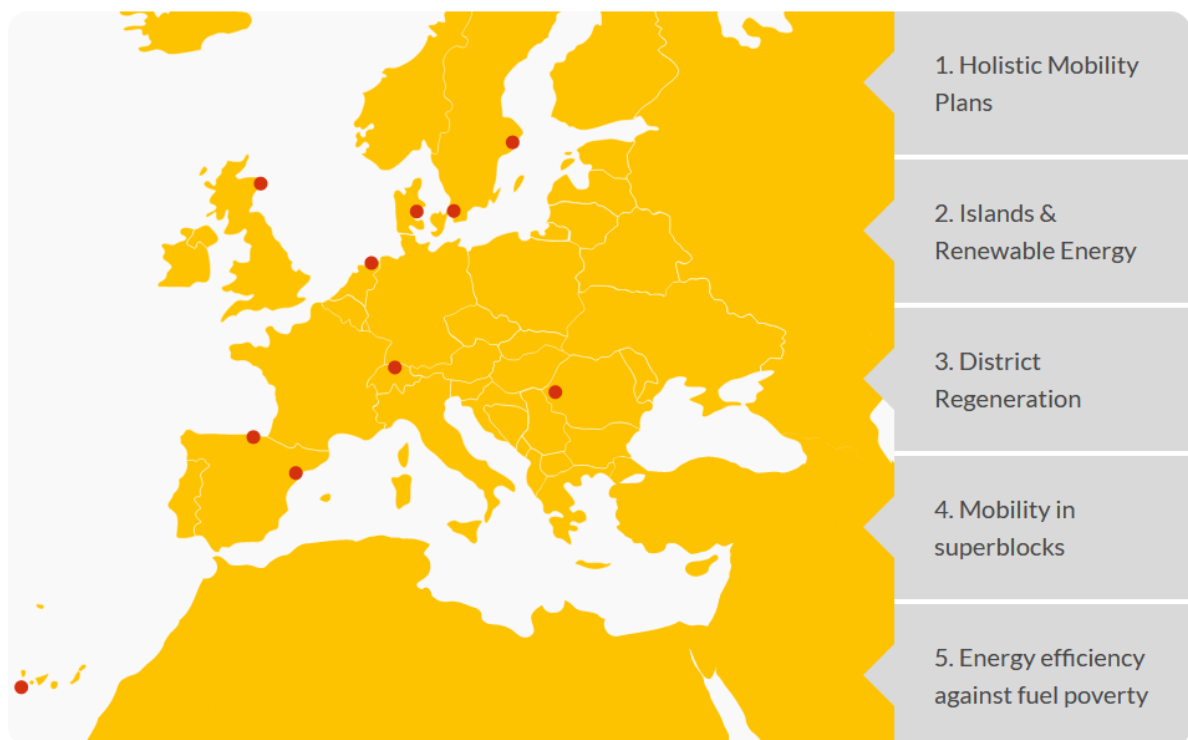 1. Holistic Mobility
Plans
2. Islands &
Renewable Energy
3. District
Regeneration
4. Mobility in
superblocks
5. Energy efficiency
against fuel poverty